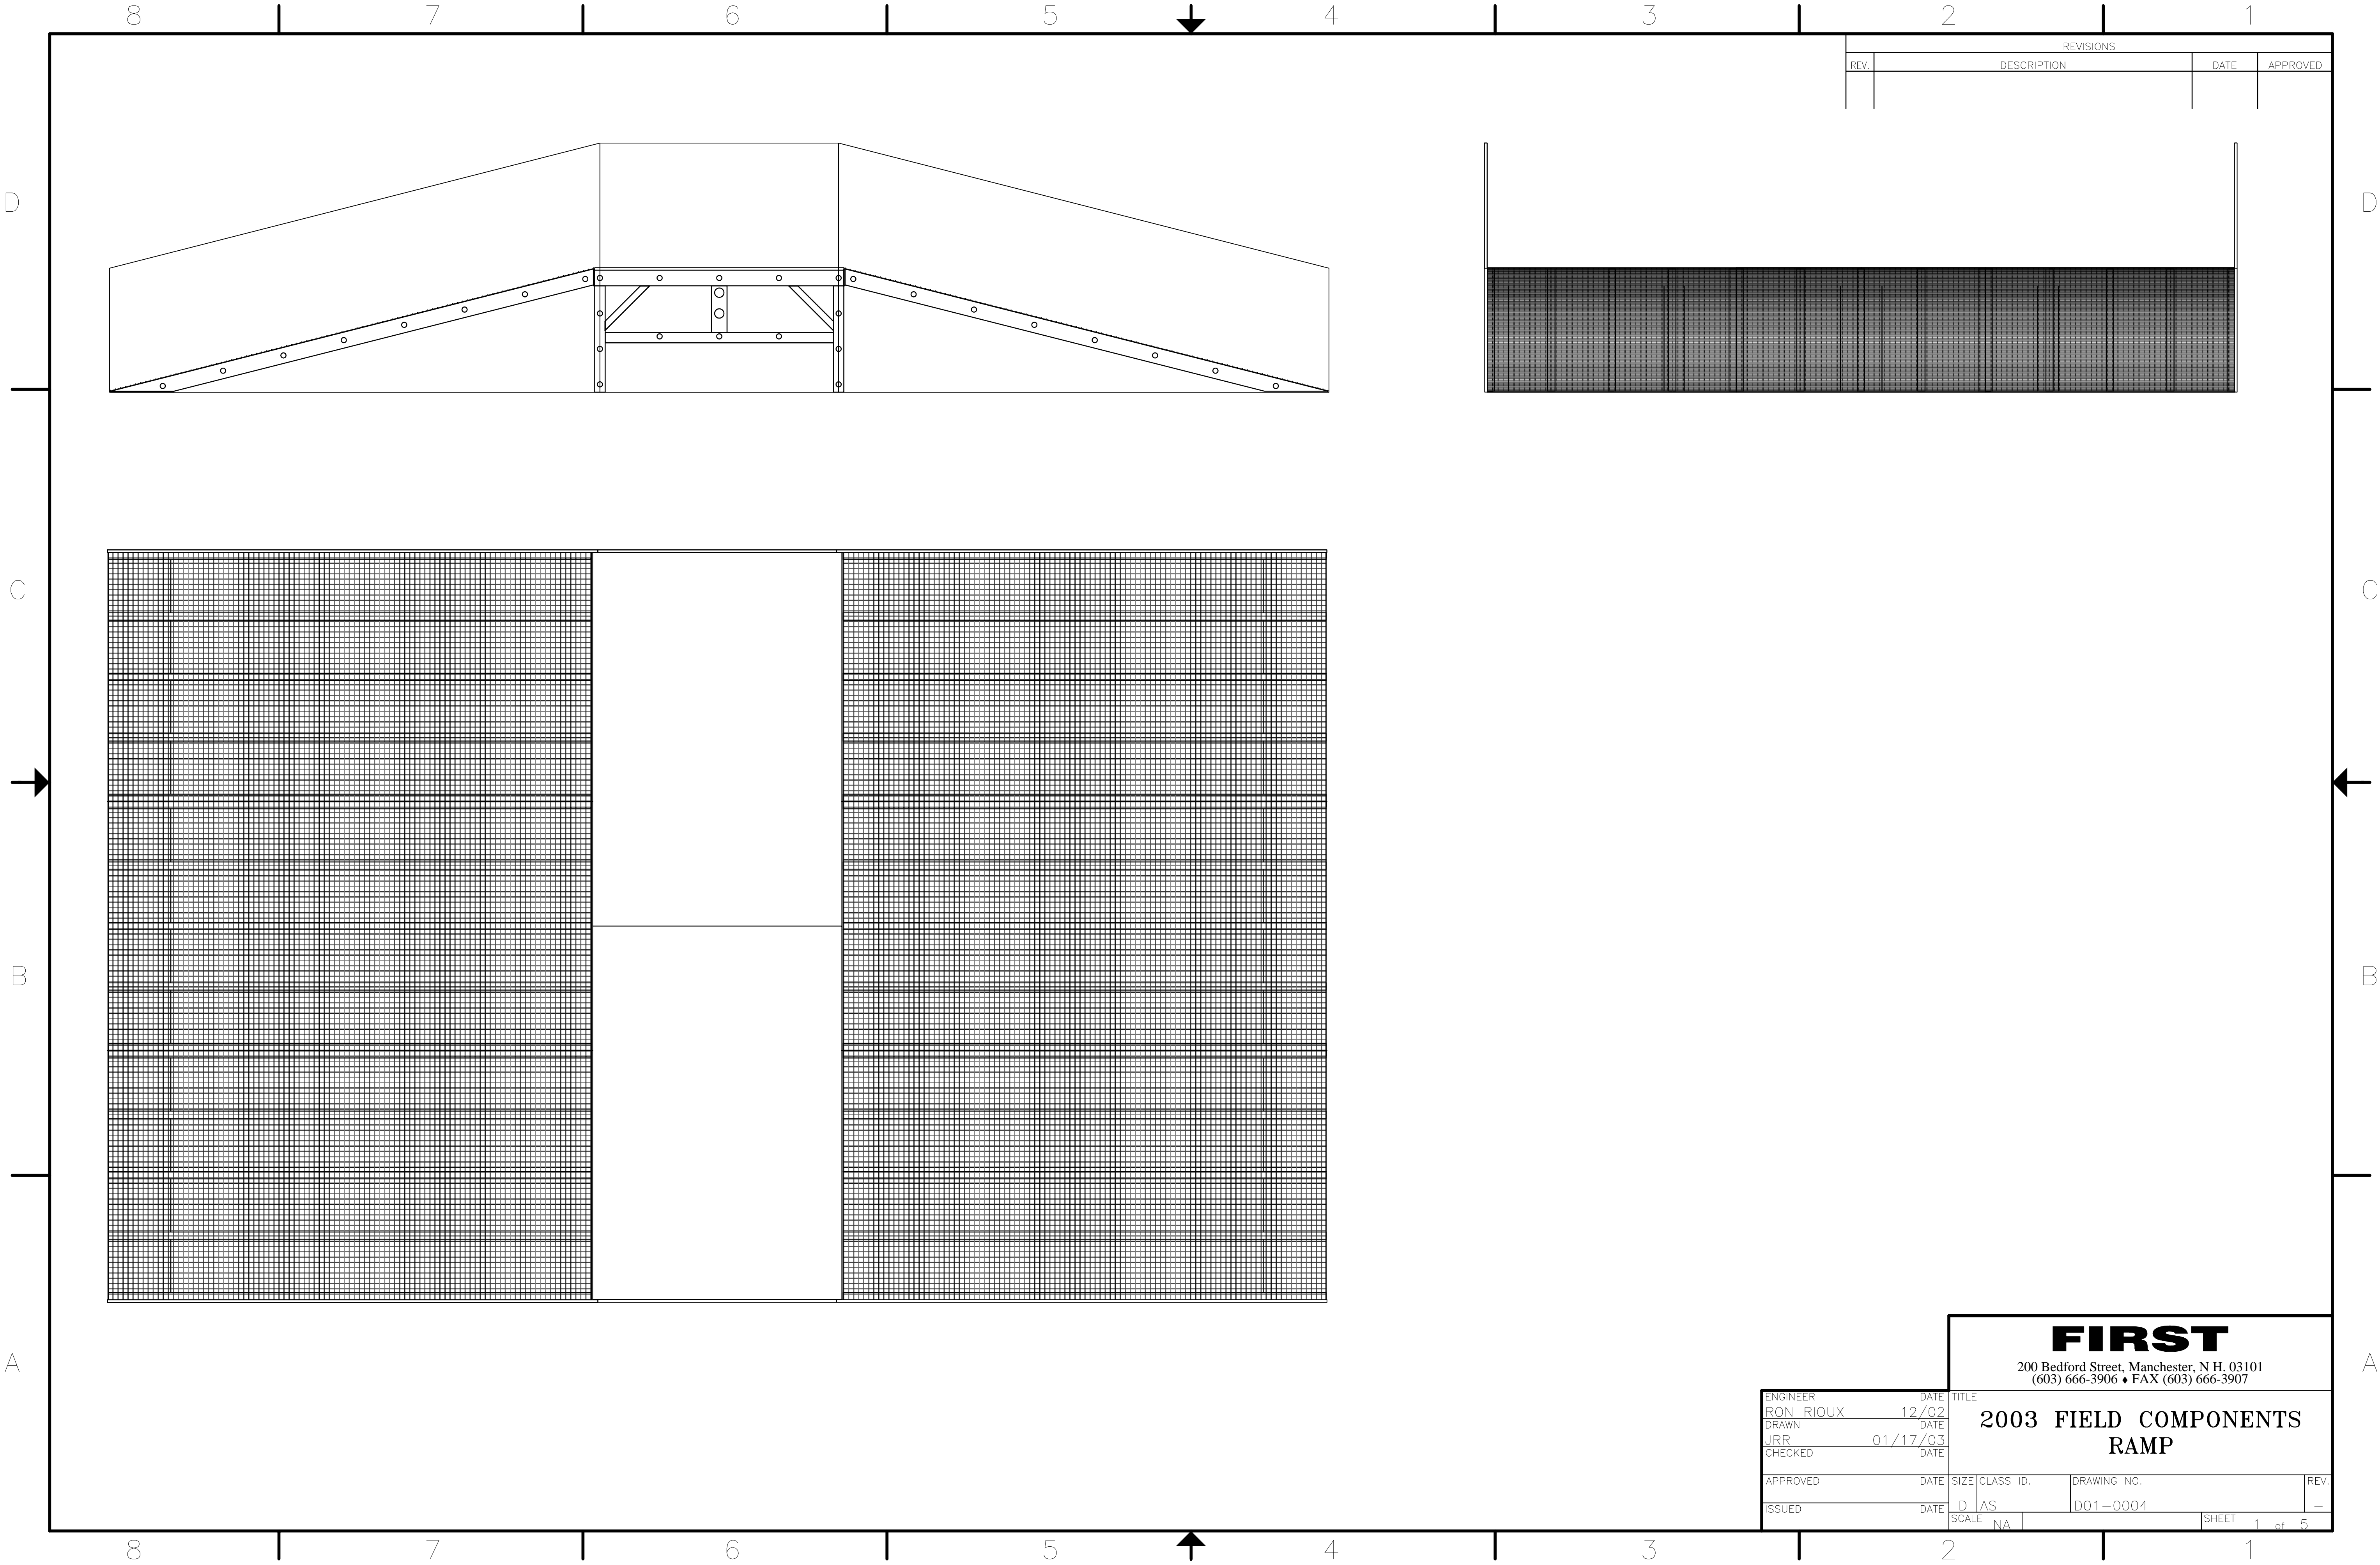 8 7 6 5 4 3 2 1
REVISIONS
REV. DESCRIPTION DATE APPROVED
D D
C C
B B
A A
FIRST
200 Bedford Street, Manchester, N H. 03101
(603) 666-3906 ♦ FAX (603) 666-3907
ENGINEER DATE
RON RIOUX 12/02
DRAWN DATE
JRR 01/17/03
CHECKED DATE
APPROVED DATE
ISSUED DATE
TITLE
2003 FIELD COMPONENTS
RAMP
SIZE CLASS ID. DRAWING NO. REV.
D AS D01-0004 -
SCALE NA SHEET 1 of 5
8 7 6 5 4 3 2 1